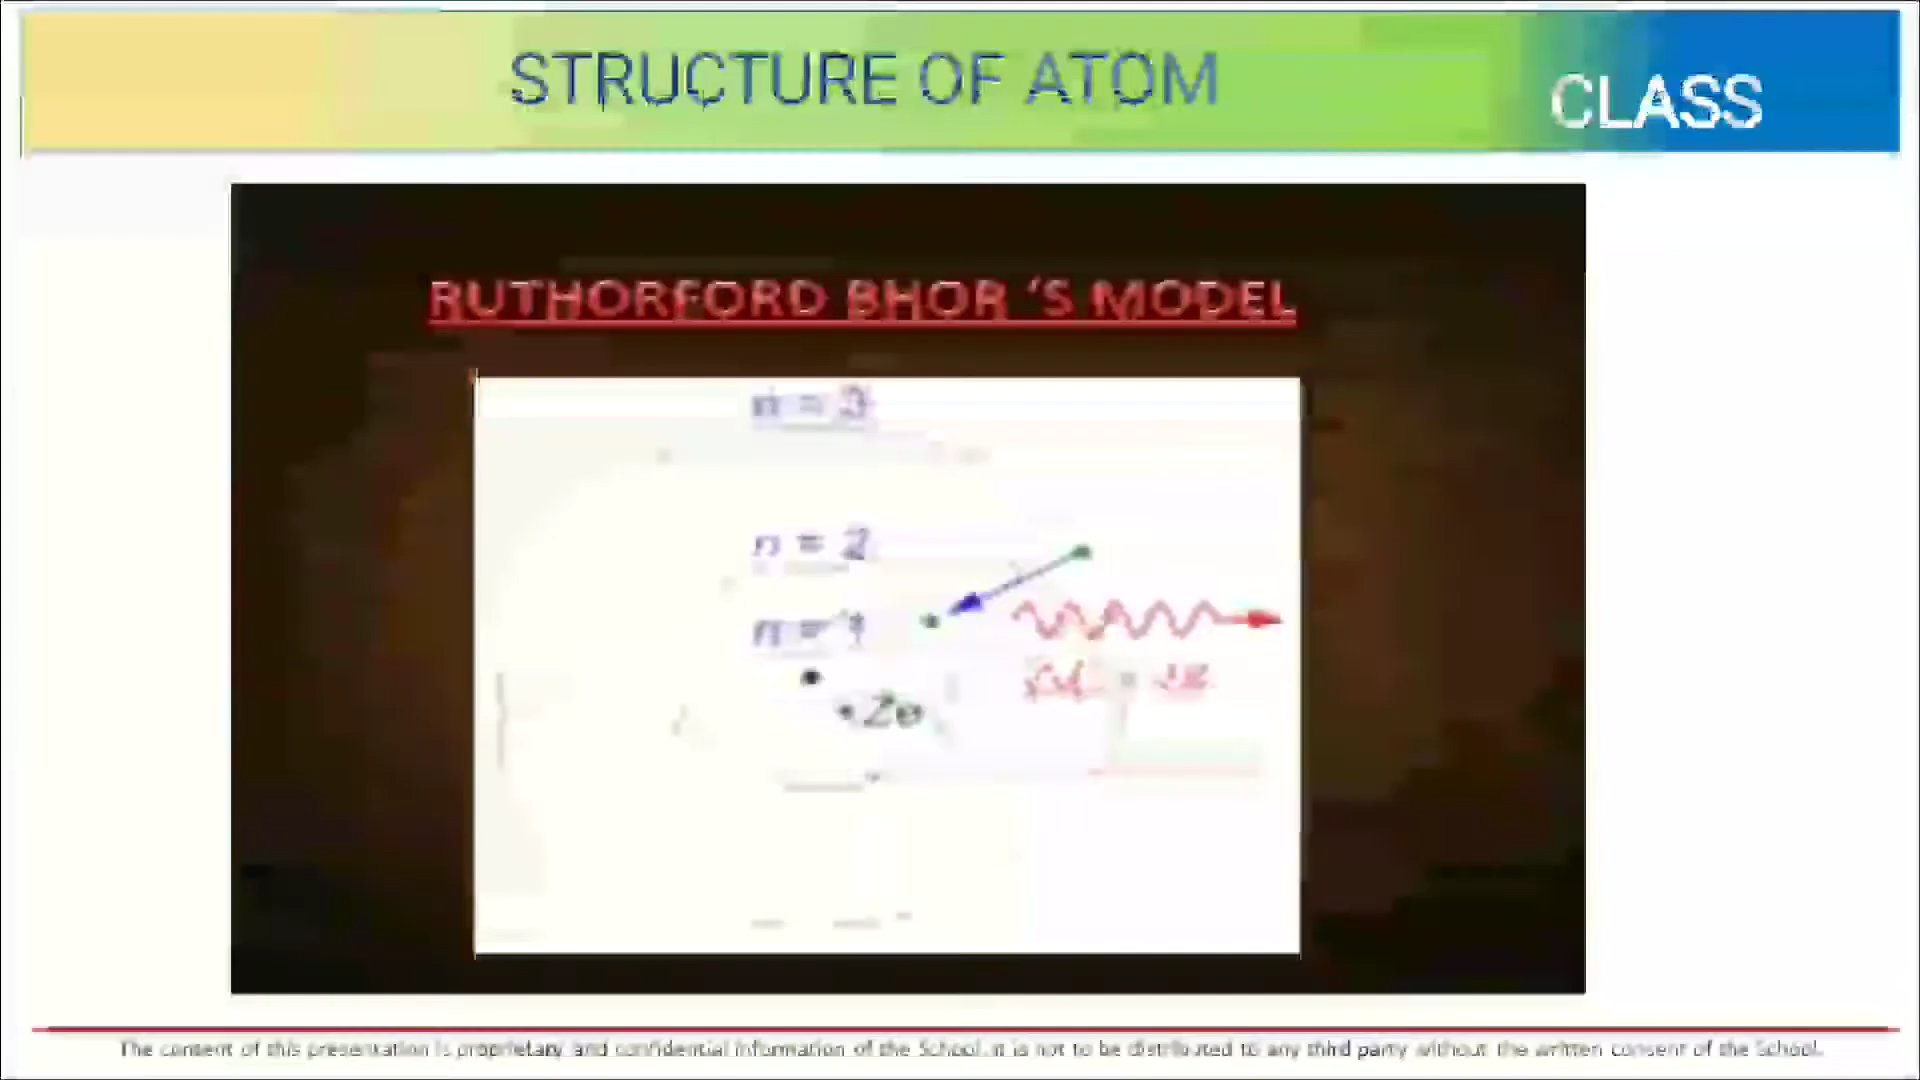 STRUCTURE OF ATOM
CLASS
RUTHORFORD BHOR 'S MODEL
n = 3
n = 2
n = 1
Ze
The content of this presentation is proprietary and confidential information of the School. It is not to be distributed to any third party without the written consent of the School.